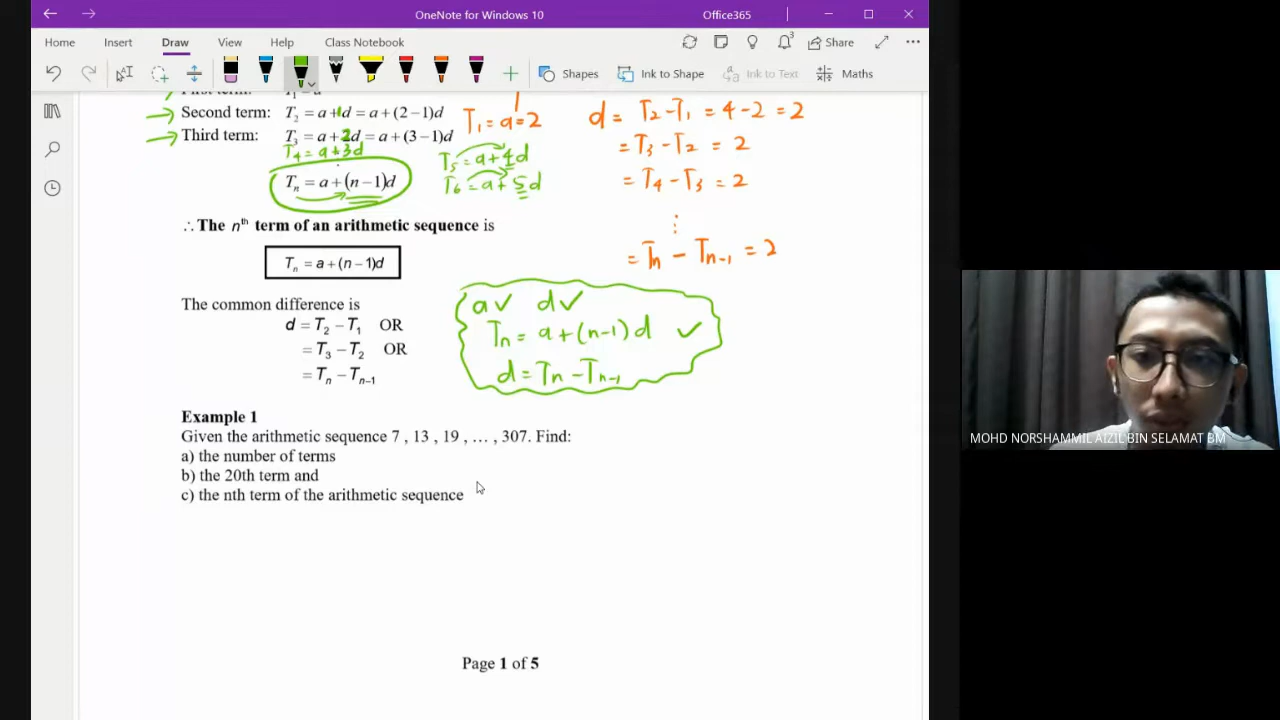 OneNote for Windows 10
Office365
Home Insert Draw View Help Class Notebook
Share
Shapes
Ink to Shape
Ink to Text
Maths
First term: T₁ = a
Second term: T₂ = a + 1d = a + (2 − 1)d
Third term: T₃ = a + 2d = a + (3 − 1)d
T₄ = a + 3d
Tₙ = a + (n − 1)d
T₁ = a = 2
T₅ = a + 4d
T₆ = a + 5d
d = T₂ − T₁ = 4 − 2 = 2
= T₃ − T₂ = 2
= T₄ − T₃ = 2
⋮
= Tₙ − Tₙ₋₁ = 2
∴ The nᵗʰ term of an arithmetic sequence is
Tₙ = a + (n − 1)d
The common difference is
d = T₂ − T₁ OR
= T₃ − T₂ OR
= Tₙ − Tₙ₋₁
a ✓ d ✓
Tₙ = a + (n − 1) d ✓
d = Tₙ − Tₙ₋₁
Example 1
Given the arithmetic sequence 7 , 13 , 19 , … , 307. Find:
a) the number of terms
b) the 20th term and
c) the nth term of the arithmetic sequence
Page 1 of 5
MOHD NORSHAMMIL AIZIL BIN SELAMAT BM